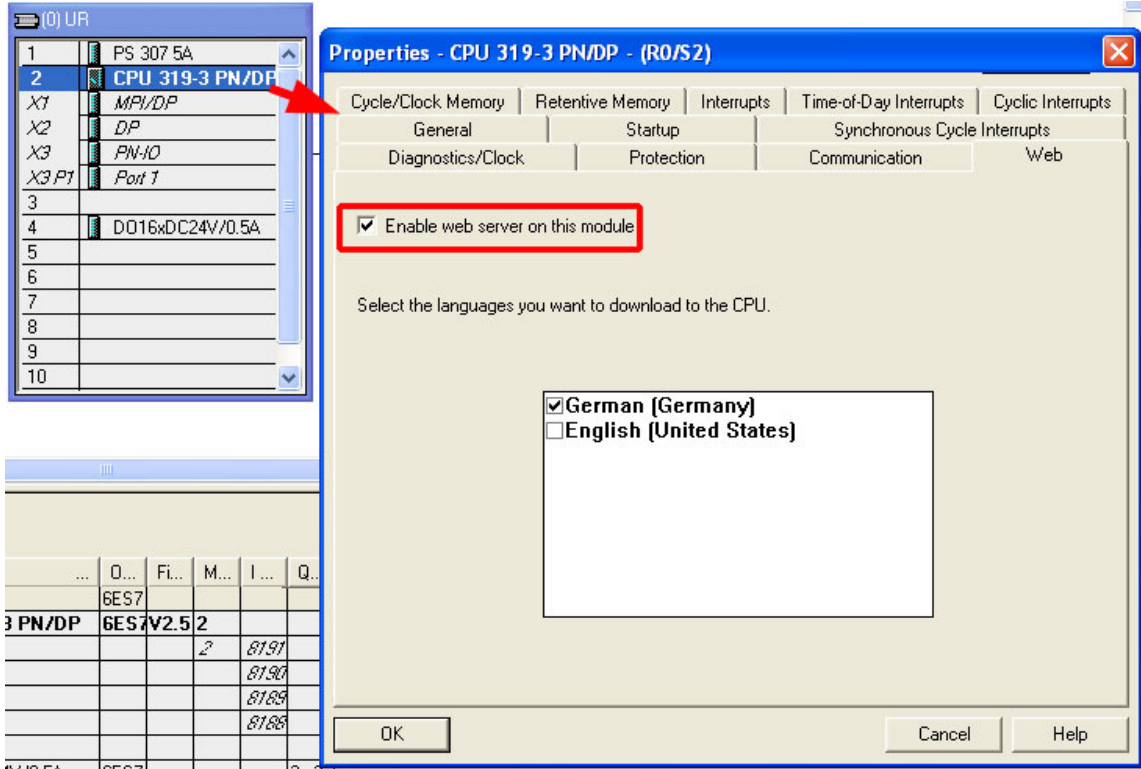 (0) UR
1 PS 307 5A
2 CPU 319-3 PN/DP
X1 MPI/DP
X2 DP
X3 PN-IO
X3 P1 Port 1
3
4 DO16xDC24V/0.5A
5
6
7
8
9
10
Properties - CPU 319-3 PN/DP - (R0/S2)
Cycle/Clock Memory Retentive Memory Interrupts Time-of-Day Interrupts Cyclic Interrupts
General Startup Synchronous Cycle Interrupts
Diagnostics/Clock Protection Communication Web
Enable web server on this module
Select the languages you want to download to the CPU.
German (Germany)
English (United States)
OK Cancel Help
... O... Fi... M... I ... Q...
6ES7
3 PN/DP 6ES7 V2.5 2
2 8191
8190
8189
8188